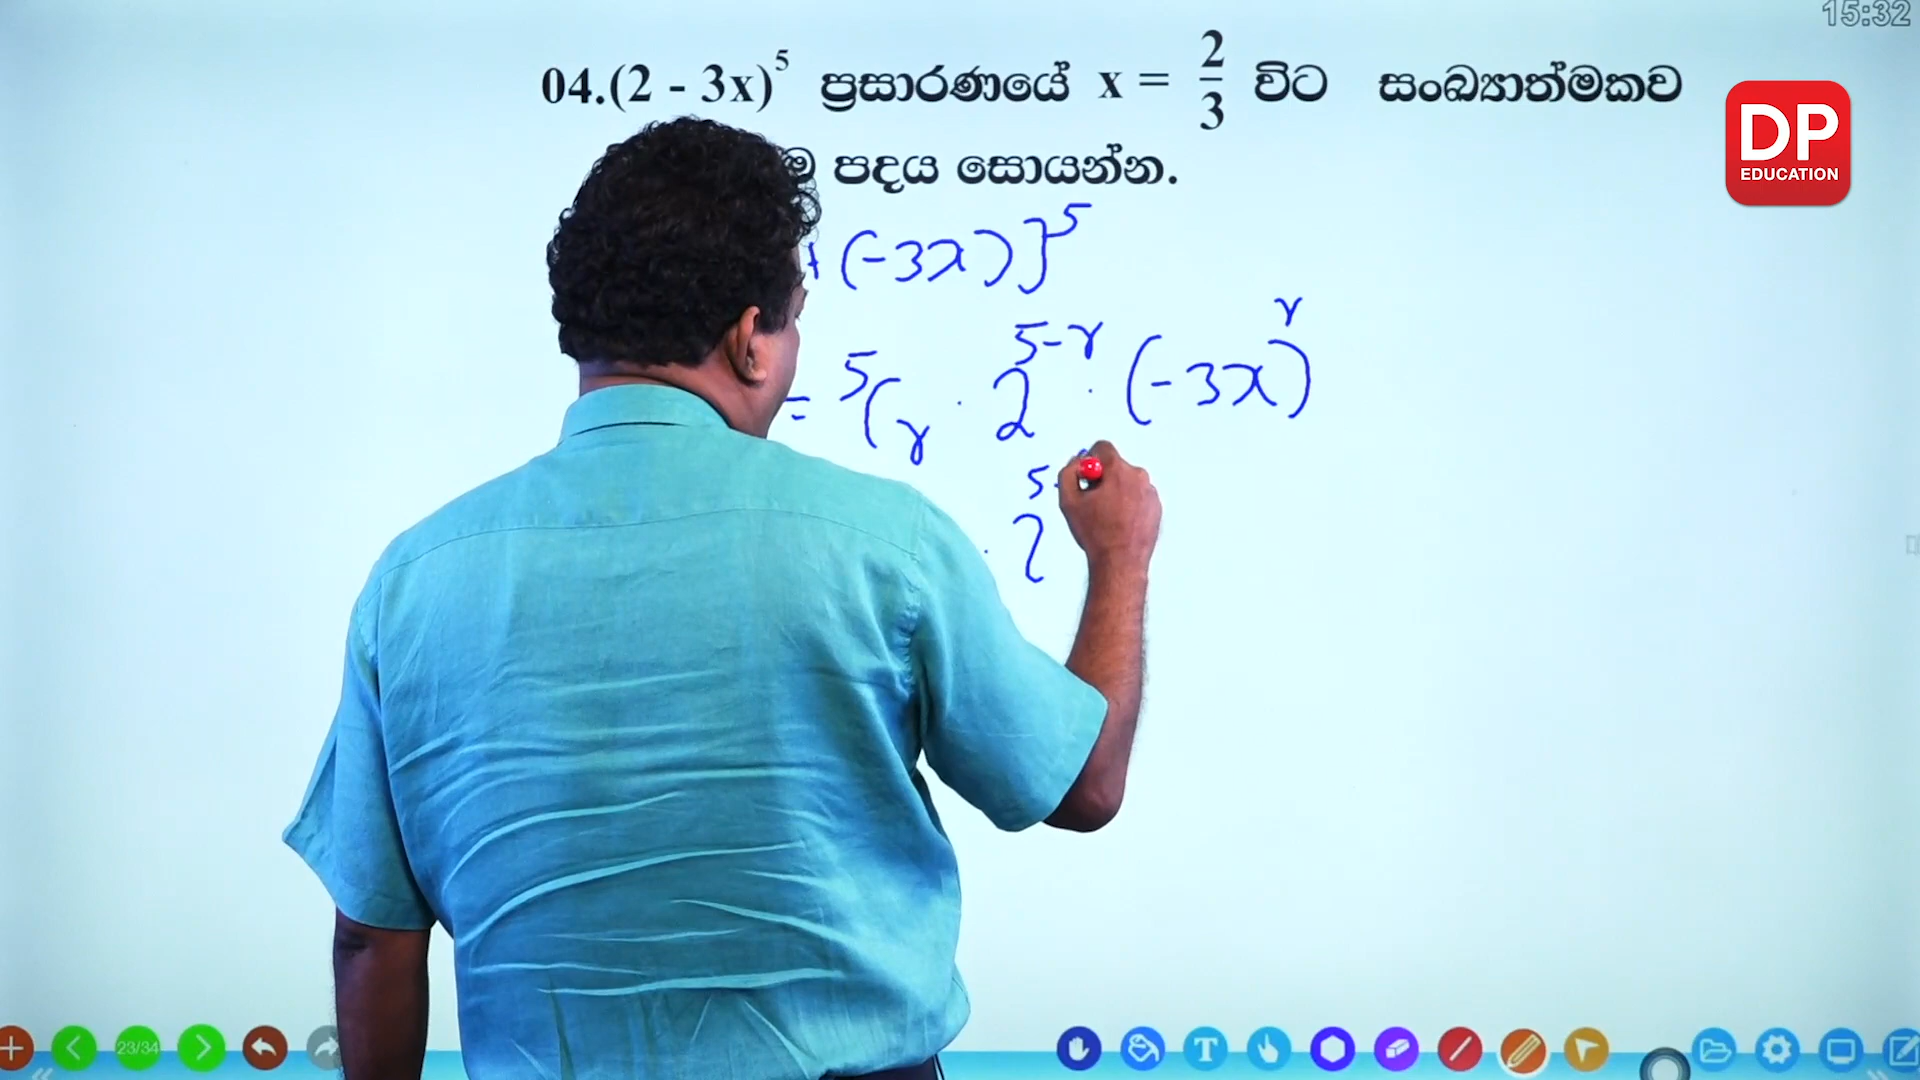 15:32
04.(2 - 3x)⁵ ප්‍රසාරණයේ x = 2/3 විට සංඛ්‍යාත්මකව
පදය සොයන්න.
DP
EDUCATION
+ (-3x)}⁵
= ⁵Cᵣ · 2⁵⁻ʳ · (-3x)ʳ
· 2⁵⁻
23/34
T